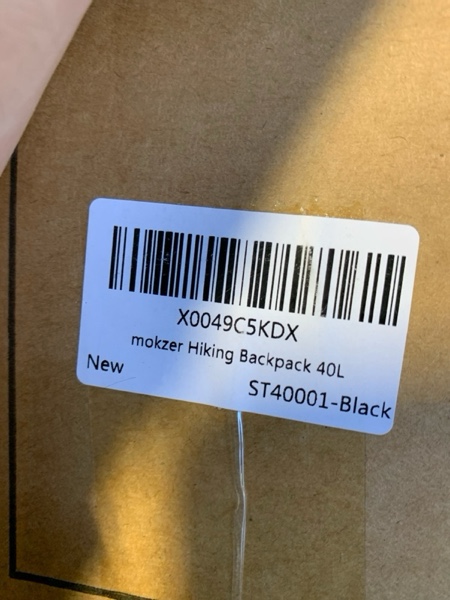 X0049C5KDX
mokzer Hiking Backpack 40L
New
ST40001-Black